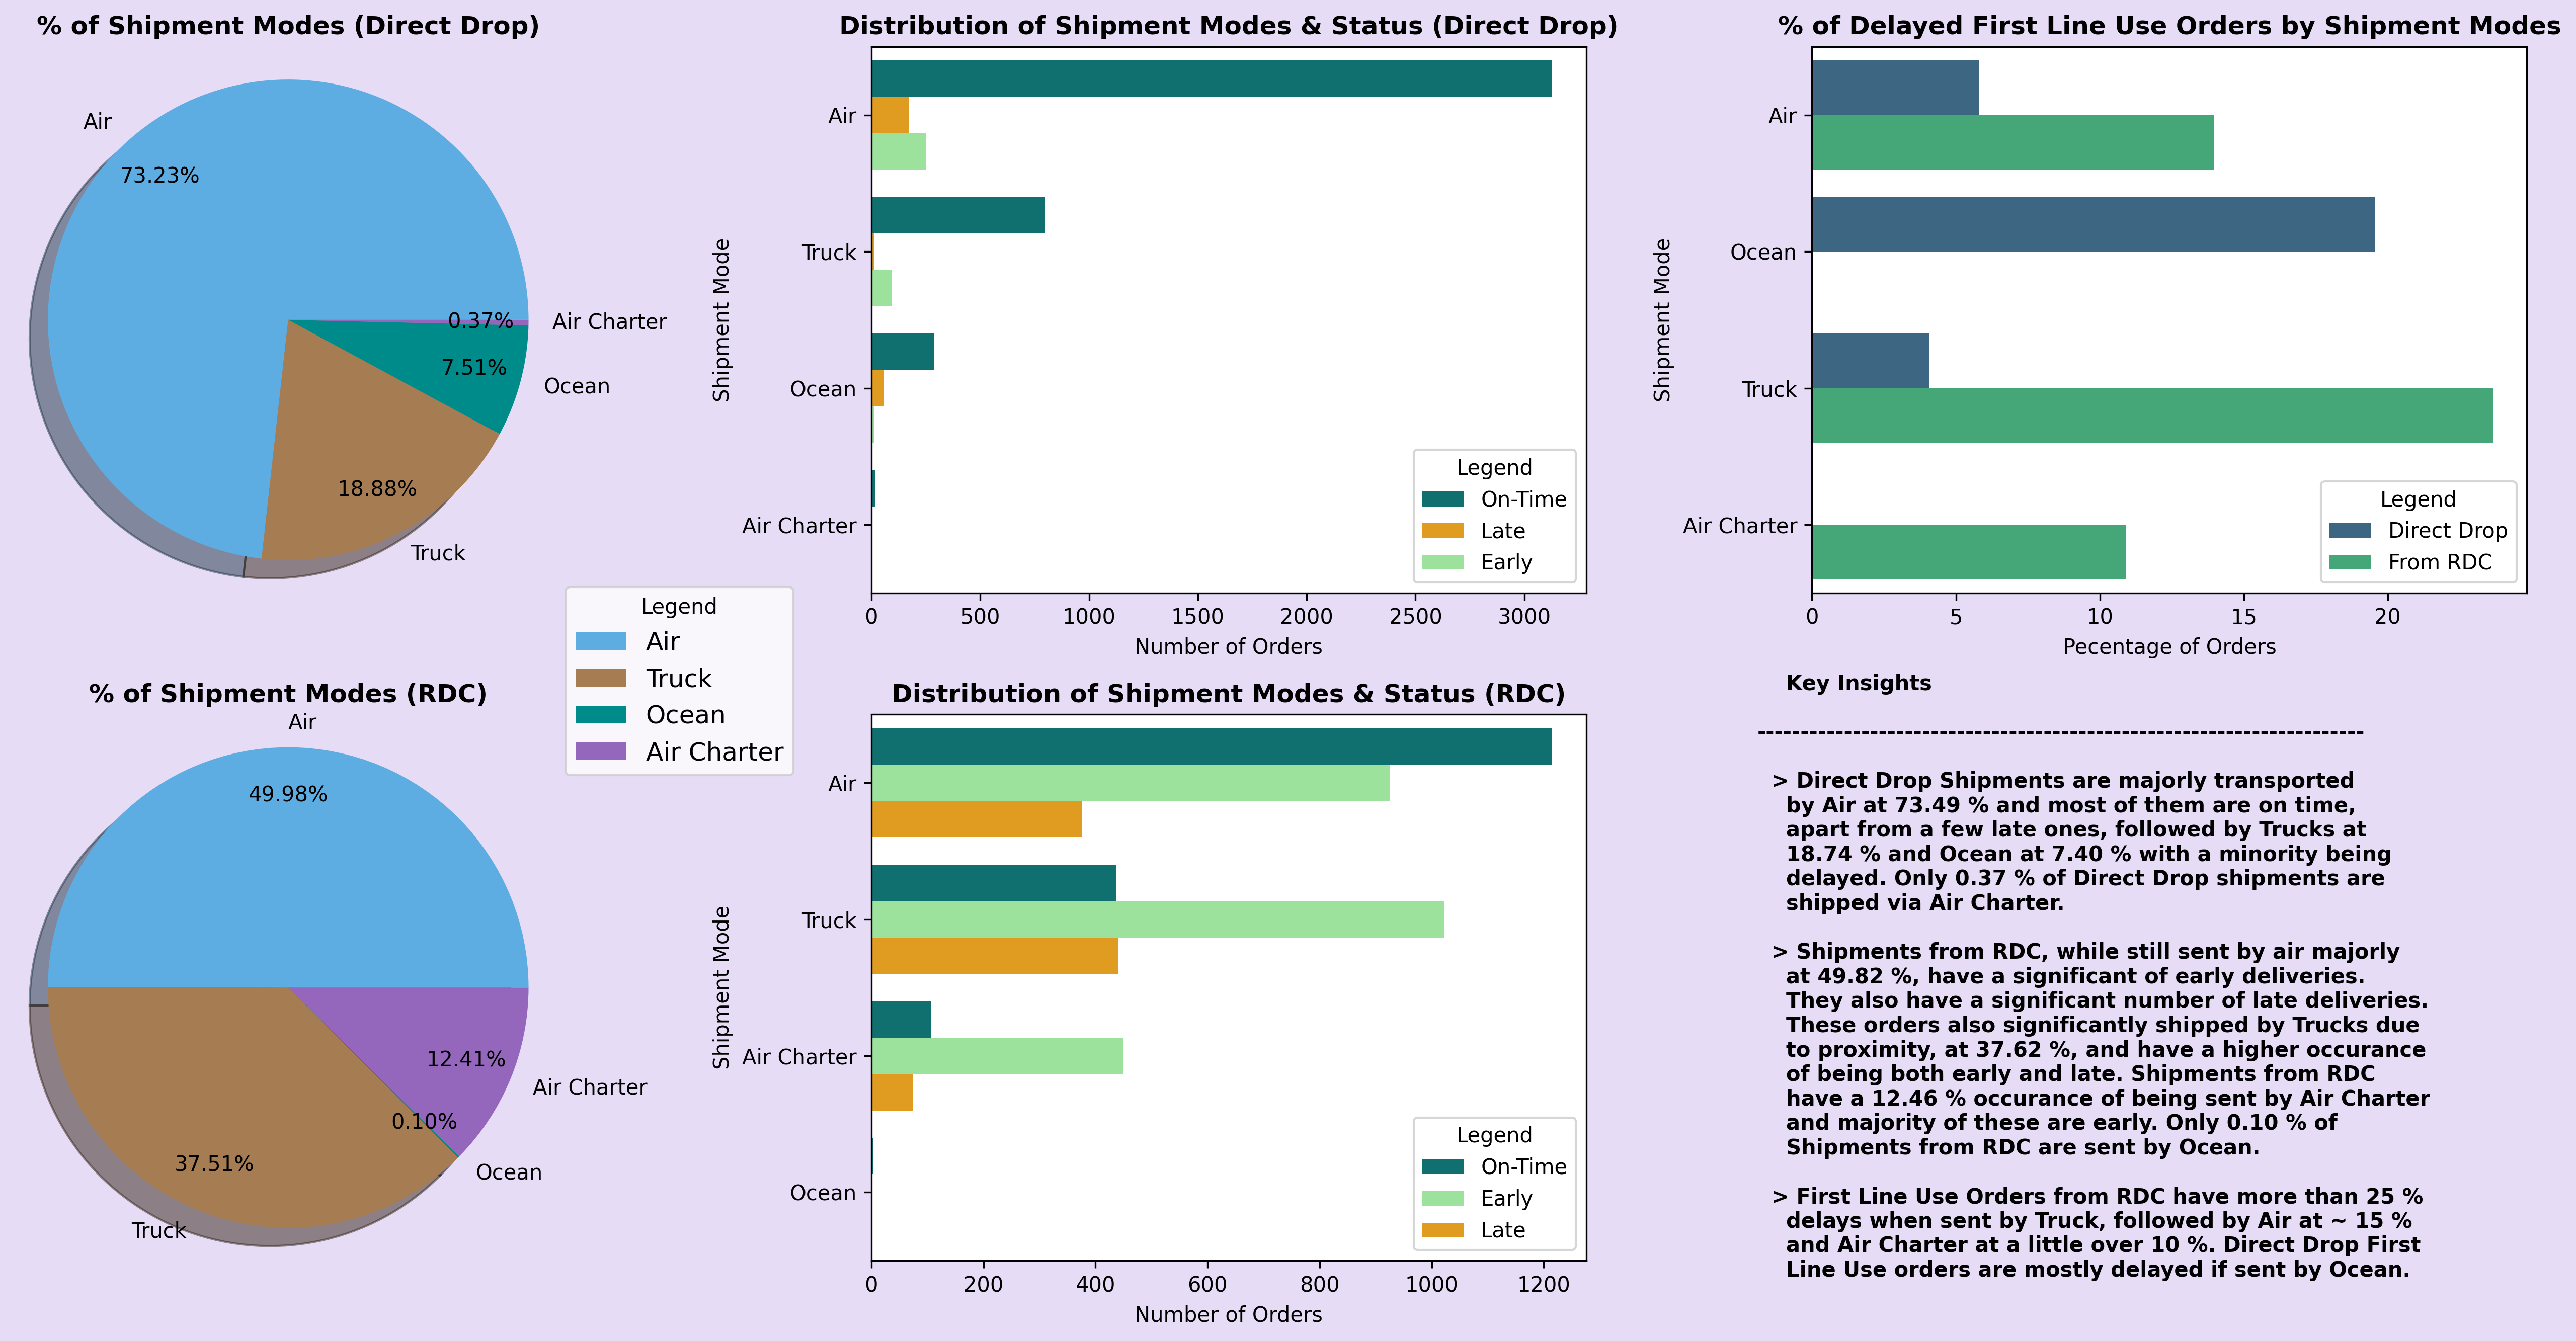 % of Shipment Modes (Direct Drop)
Air
73.23%
0.37%
Air Charter
7.51%
Ocean
18.88%
Truck
Legend
Air
Truck
Ocean
Air Charter
% of Shipment Modes (RDC)
Air
49.98%
12.41%
Air Charter
0.10%
Ocean
37.51%
Truck
Distribution of Shipment Modes & Status (Direct Drop)
Shipment Mode
Air
Truck
Ocean
Air Charter
Legend
On-Time
Late
Early
0 500 1000 1500 2000 2500 3000
Number of Orders
Distribution of Shipment Modes & Status (RDC)
Shipment Mode
Air
Truck
Air Charter
Ocean
Legend
On-Time
Early
Late
0 200 400 600 800 1000 1200
Number of Orders
% of Delayed First Line Use Orders by Shipment Modes
Shipment Mode
Air
Ocean
Truck
Air Charter
Legend
Direct Drop
From RDC
0 5 10 15 20
Pecentage of Orders
Key Insights
----------------------------------------------------------------------
> Direct Drop Shipments are majorly transported
by Air at 73.49 % and most of them are on time,
apart from a few late ones, followed by Trucks at
18.74 % and Ocean at 7.40 % with a minority being
delayed. Only 0.37 % of Direct Drop shipments are
shipped via Air Charter.
> Shipments from RDC, while still sent by air majorly
at 49.82 %, have a significant of early deliveries.
They also have a significant number of late deliveries.
These orders also significantly shipped by Trucks due
to proximity, at 37.62 %, and have a higher occurance
of being both early and late. Shipments from RDC
have a 12.46 % occurance of being sent by Air Charter
and majority of these are early. Only 0.10 % of
Shipments from RDC are sent by Ocean.
> First Line Use Orders from RDC have more than 25 %
delays when sent by Truck, followed by Air at ~ 15 %
and Air Charter at a little over 10 %. Direct Drop First
Line Use orders are mostly delayed if sent by Ocean.